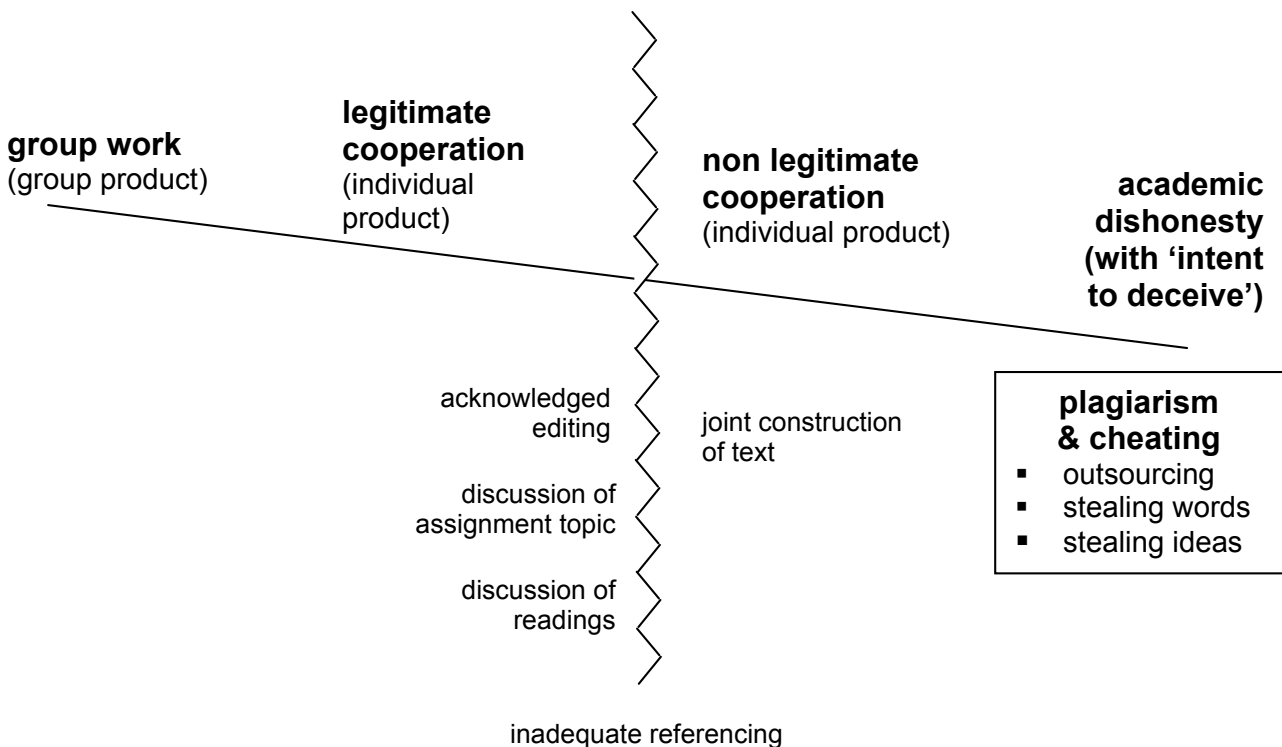 group work
(group product)
legitimate
cooperation
(individual
product)
non legitimate
cooperation
(individual product)
academic
dishonesty
(with ‘intent
to deceive’)
acknowledged
editing
discussion of
assignment topic
discussion of
readings
joint construction
of text
plagiarism
& cheating
▪ outsourcing
▪ stealing words
▪ stealing ideas
inadequate referencing